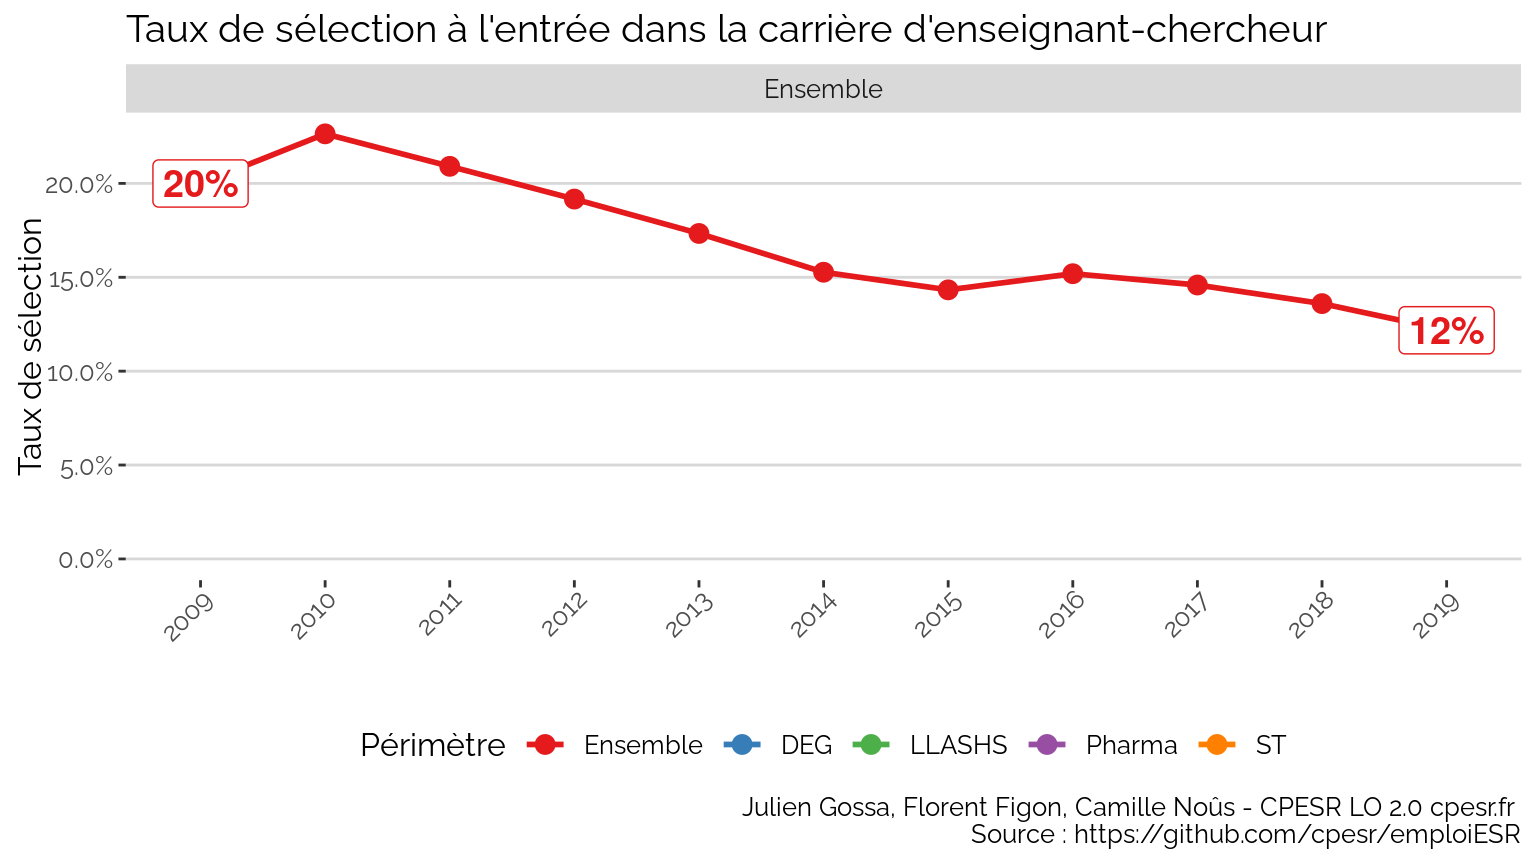 Taux de sélection à l'entrée dans la carrière d'enseignant-chercheur
Ensemble
Taux de sélection
20.0%
15.0%
10.0%
5.0%
0.0%
20%
12%
2009 2010 2011 2012 2013 2014 2015 2016 2017 2018 2019
Périmètre Ensemble DEG LLASHS Pharma ST
Julien Gossa, Florent Figon, Camille Noûs - CPESR LO 2.0 cpesr.fr
Source : https://github.com/cpesr/emploiESR